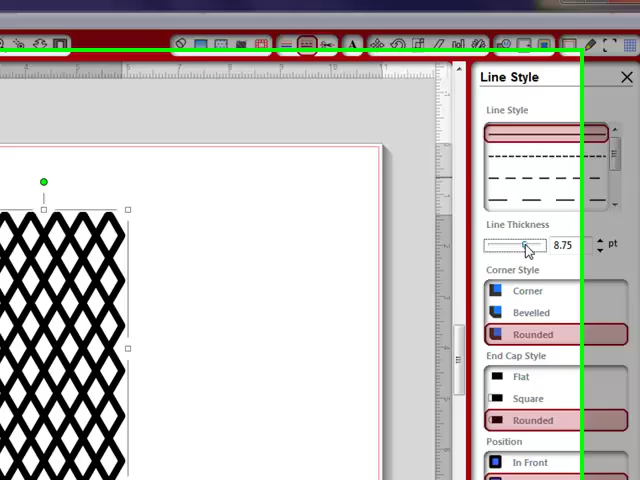 A
Line Style
Line Style
Line Thickness
8.75 pt
Corner Style
Corner
Bevelled
Rounded
End Cap Style
Flat
Square
Rounded
Position
In Front